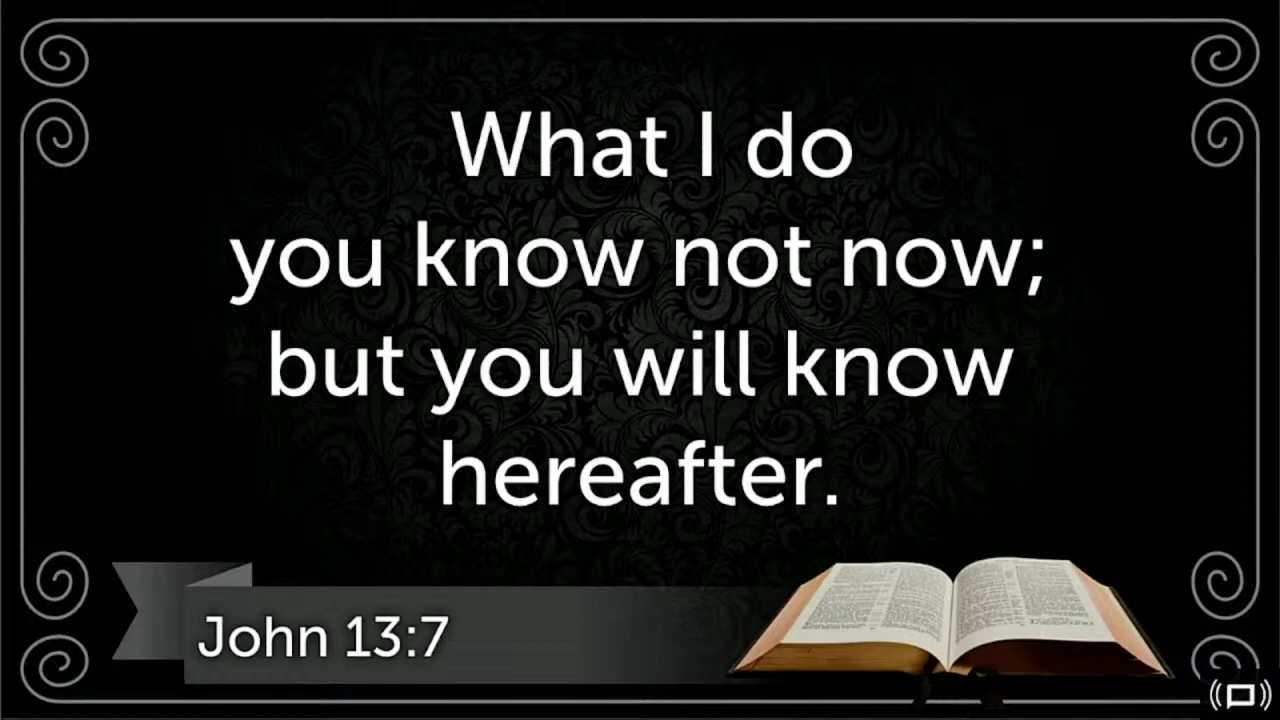 What I do
you know not now;
but you will know
hereafter.
John 13:7